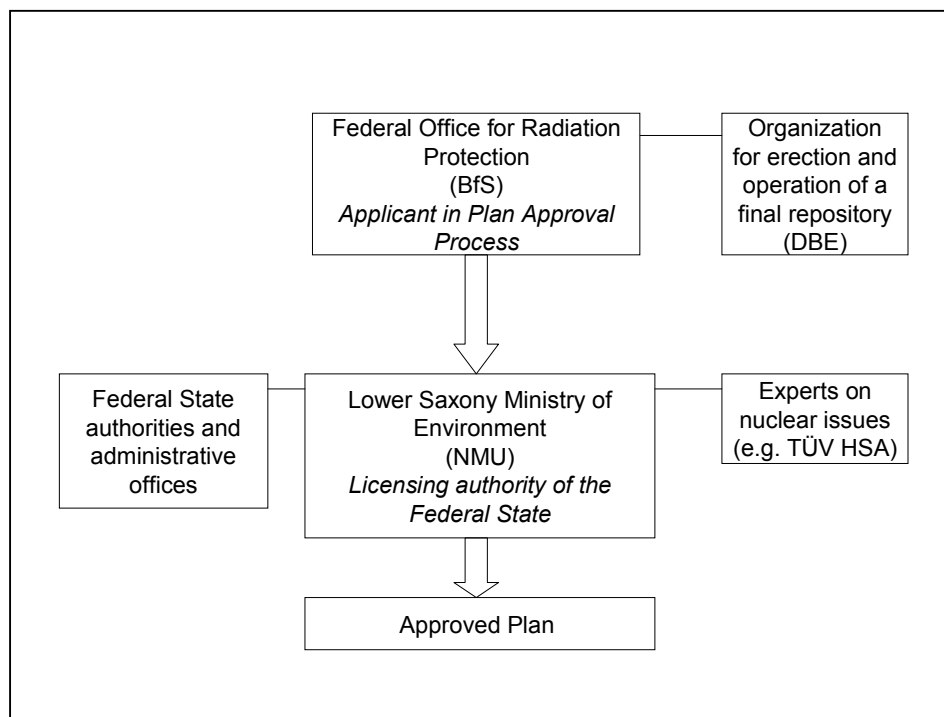 Federal Office for Radiation
Protection
(BfS)
Applicant in Plan Approval
Process
Organization
for erection and
operation of a
final repository
(DBE)
Federal State
authorities and
administrative
offices
Lower Saxony Ministry of
Environment
(NMU)
Licensing authority of the
Federal State
Experts on
nuclear issues
(e.g. TÜV HSA)
Approved Plan